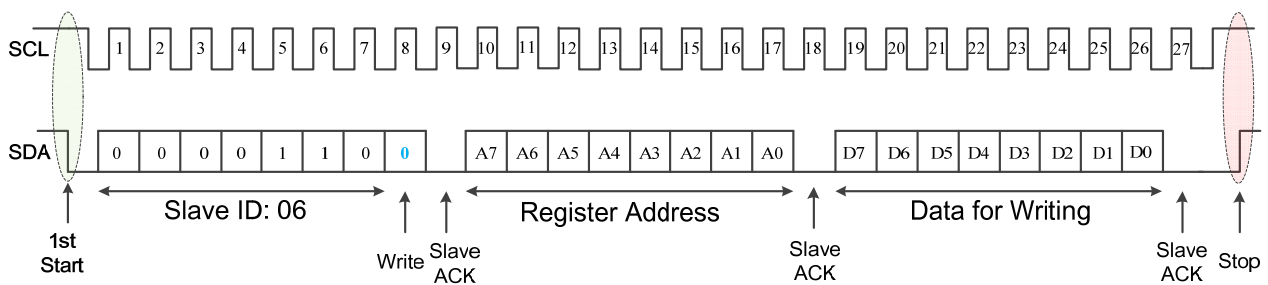 SCL 1 2 3 4 5 6 7 8 9 10 11 12 13 14 15 16 17 18 19 20 21 22 23 24 25 26 27
SDA 0 0 0 0 1 1 0 0 A7 A6 A5 A4 A3 A2 A1 A0 D7 D6 D5 D4 D3 D2 D1 D0
Slave ID: 06
Register Address
Data for Writing
1st
Start
Write
Slave
ACK
Slave
ACK
Slave
ACK
Stop